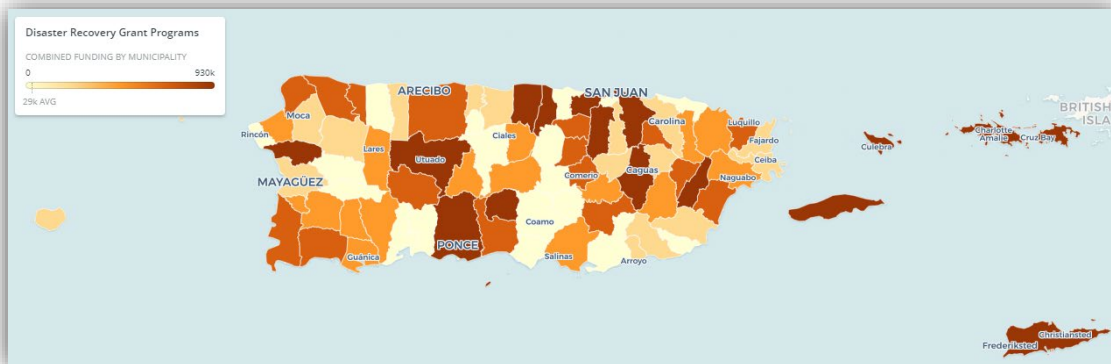 Disaster Recovery Grant Programs
COMBINED FUNDING BY MUNICIPALITY
0 930k
29k AVG
BRITISH
ISLA
ARECIBO
SAN JUAN
Moca
Carolina
Luquillo
Rincón
Ciales
Fajardo
Charlotte
Amalie
Cruz Bay
Culebra
Lares
Utuado
Ceiba
Comerío
Caguas
Naguabo
MAYAGÜEZ
Coamo
PONCE
Guánica
Salinas
Arroyo
Christiansted
Frederiksted